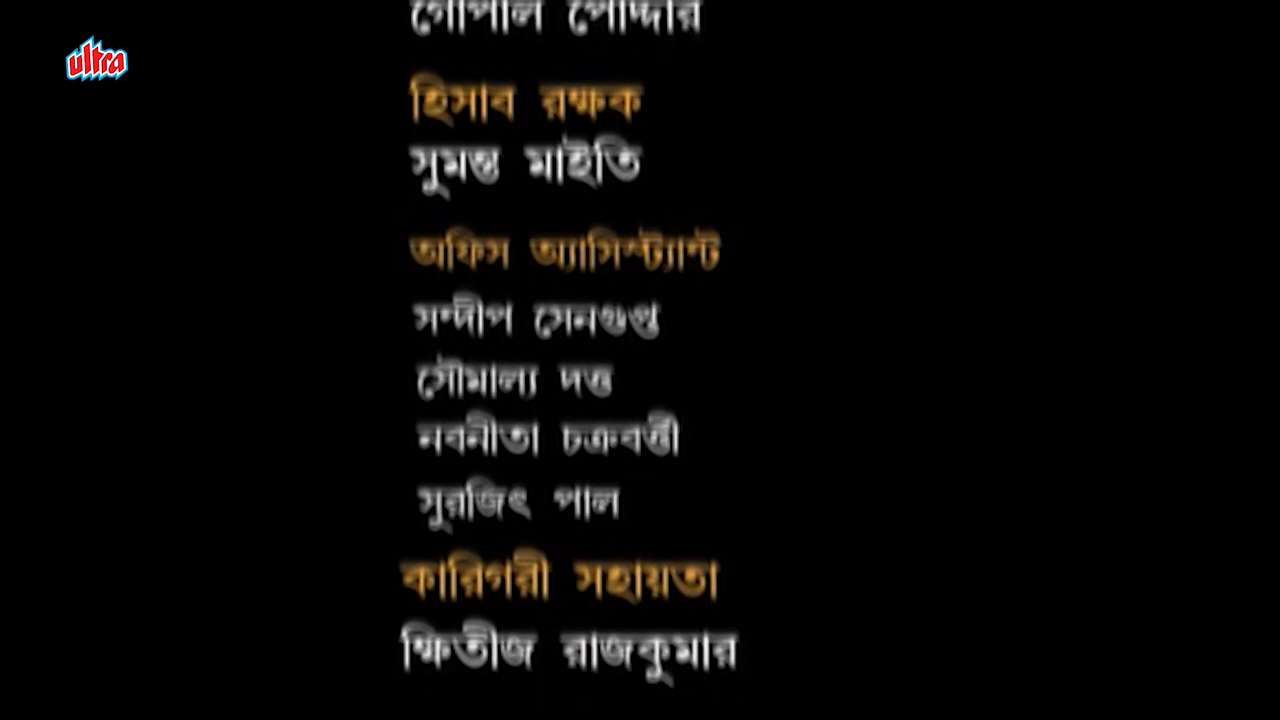 ultra
গোপাল পোদ্দার
হিসাব রক্ষক
সুমন্ত মাইতি
অফিস অ্যাসিস্ট্যান্ট
সন্দীপ সেনগুপ্ত
সৌমাল্য দত্ত
নবনীতা চক্রবর্ত্তী
সুরজিৎ পাল
কারিগরী সহায়তা
ক্ষিতীজ রাজকুমার